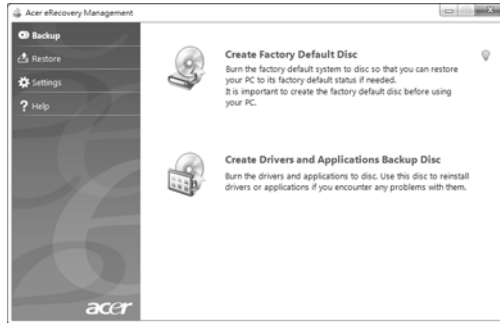 Acer eRecovery Management
Backup
Restore
Settings
Help
Create Factory Default Disc
Burn the factory default system to disc so that you can restore
your PC to its factory default status if needed.
It is important to create the factory default disc before using
your PC.
Create Drivers and Applications Backup Disc
Burn the drivers and applications to disc. Use this disc to reinstall
drivers or applications if you encounter any problems with them.
acer